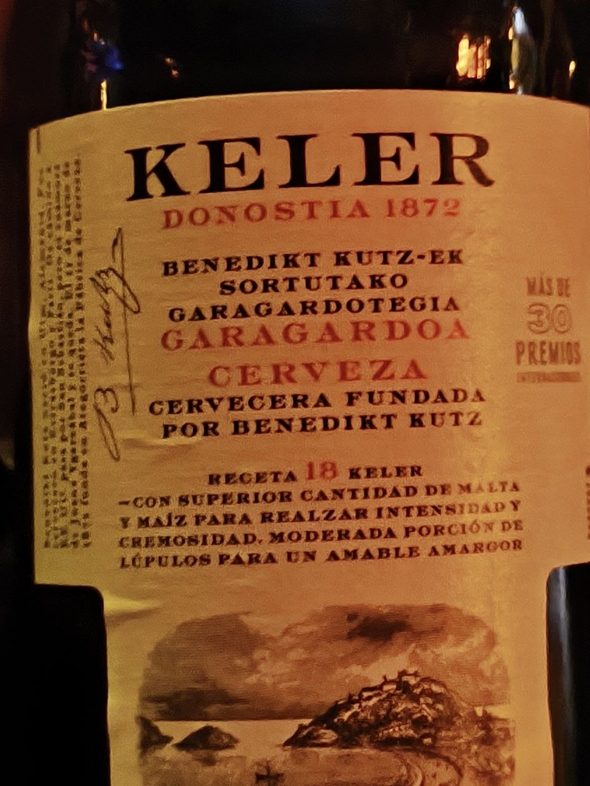 KELER
DONOSTIA 1872
BENEDIKT KUTZ-EK
SORTUTAKO
GARAGARDOTEGIA
GARAGARDOA
CERVEZA
CERVECERA FUNDADA
POR BENEDIKT KUTZ
RECETA 18 KELER
-CON SUPERIOR CANTIDAD DE MALTA
Y MAÍZ PARA REALZAR INTENSIDAD Y
CREMOSIDAD. MODERADA PORCIÓN DE
LÚPULOS PARA UN AMABLE AMARGOR
B Kutz
MÁS DE
30
PREMIOS
INTERNACIONALES